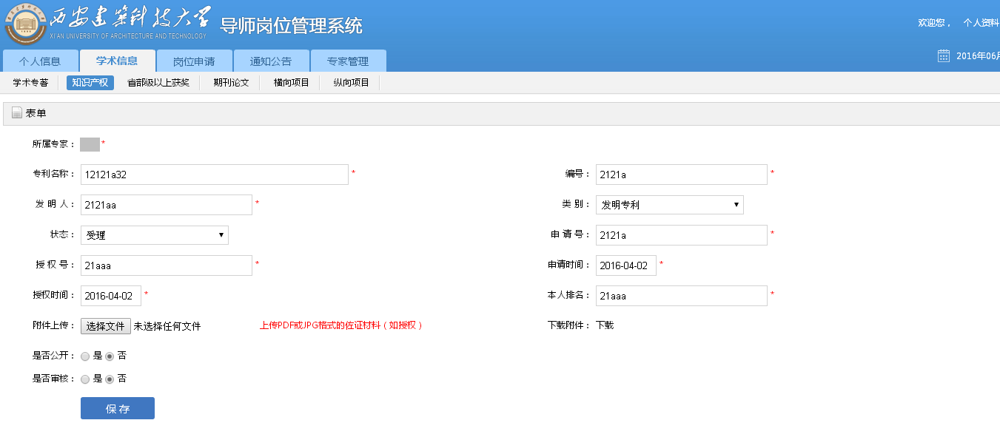 西安建筑科技大学
XI'AN UNIVERSITY OF ARCHITECTURE AND TECHNOLOGY
导师岗位管理系统
欢迎您， 个人资料
个人信息 学术信息 岗位申请 通知公告 专家管理
2016年06
学术专著 知识产权 省部级以上获奖 期刊论文 横向项目 纵向项目
表单
所属专家： *
专利名称： 12121a32 * 编号： 2121a *
发 明 人： 2121aa * 类 别： 发明专利
状态： 受理 申 请 号： 2121a *
授 权 号： 21aaa * 申请时间： 2016-04-02 *
授权时间： 2016-04-02 * 本人排名： 21aaa *
附件上传： 选择文件 未选择任何文件 上传PDF或JPG格式的佐证材料（如授权） 下载附件： 下载
是否公开： 是 否
是否审核： 是 否
保 存